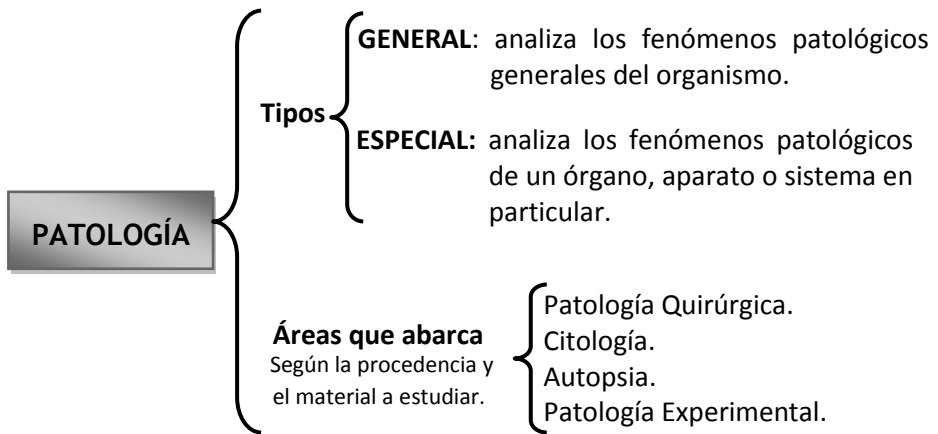 PATOLOGÍA
Tipos
GENERAL: analiza los fenómenos patológicos
generales del organismo.
ESPECIAL: analiza los fenómenos patológicos
de un órgano, aparato o sistema en
particular.
Áreas que abarca
Según la procedencia y
el material a estudiar.
Patología Quirúrgica.
Citología.
Autopsia.
Patología Experimental.